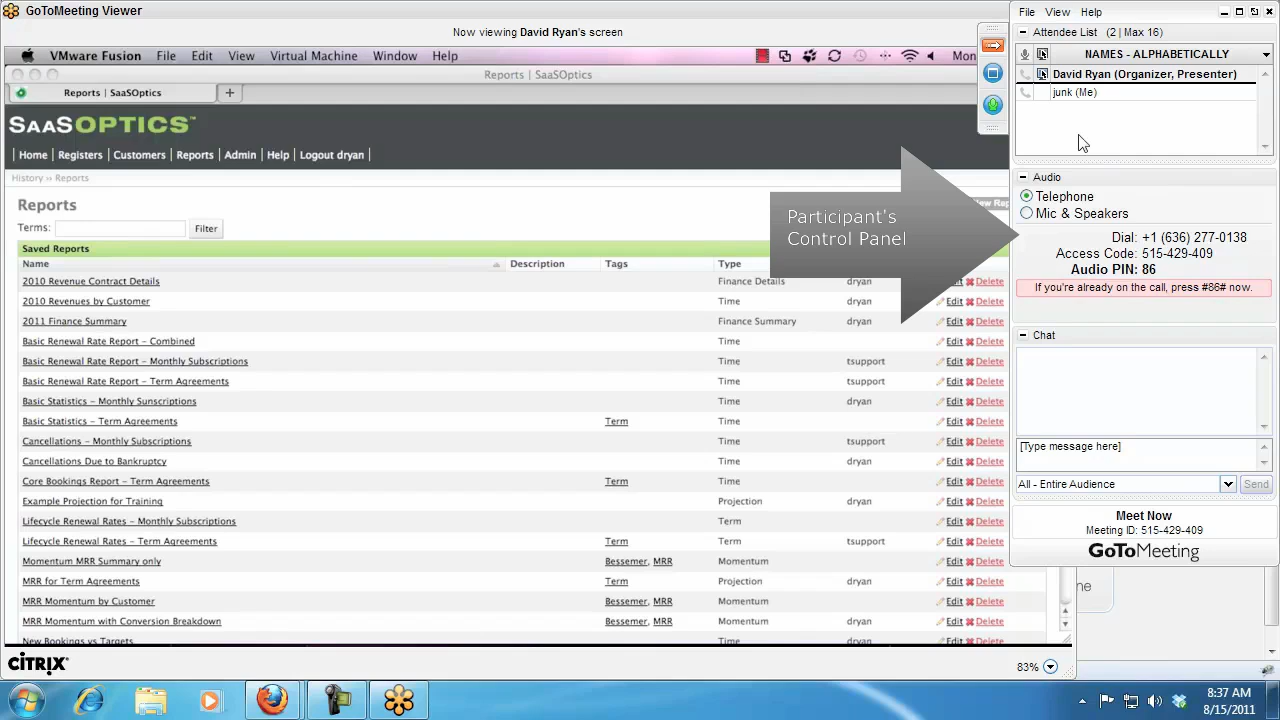 GoToMeeting Viewer
Now viewing David Ryan's screen
VMware Fusion File Edit View Virtual Machine Window Help Mon
Reports | SaaSOptics
Reports | SaaSOptics +
SAASOPTICS™
Home | Registers | Customers | Reports | Admin | Help | Logout dryan |
History ›› Reports
Reports
Terms: Filter
Saved Reports
Name Description Tags Type
2010 Revenue Contract Details Finance Details Edit Delete
2010 Revenues by Customer Time dryan Edit Delete
2011 Finance Summary Finance Summary dryan Edit Delete
Basic Renewal Rate Report – Combined Time Edit Delete
Basic Renewal Rate Report – Monthly Subscriptions Time tsupport Edit Delete
Basic Renewal Rate Report – Term Agreements Time tsupport Edit Delete
Basic Statistics – Monthly Sunscriptions Time dryan Edit Delete
Basic Statistics – Term Agreements Term Time Edit Delete
Cancellations – Monthly Subscriptions Time tsupport Edit Delete
Cancellations Due to Bankruptcy Time dryan Edit Delete
Core Bookings Report – Term Agreements Term Time Edit Delete
Example Projection for Training Projection dryan Edit Delete
Lifecycle Renewal Rates – Monthly Subscriptions Term Edit Delete
Lifecycle Renewal Rates – Term Agreements Term Term tsupport Edit Delete
Momentum MRR Summary only Bessemer, MRR Momentum Edit Delete
MRR for Term Agreements Term Projection dryan Edit Delete
MRR Momentum by Customer Bessemer, MRR Momentum Edit Delete
MRR Momentum with Conversion Breakdown Bessemer, MRR Momentum dryan Edit Delete
New Bookings vs Targets Time dryan Edit Delete
Participant's
Control Panel
File View Help
Attendee List (2 | Max 16)
NAMES - ALPHABETICALLY
David Ryan (Organizer, Presenter)
junk (Me)
Audio
Telephone
Mic & Speakers
Dial: +1 (636) 277-0138
Access Code: 515-429-409
Audio PIN: 86
If you're already on the call, press #86# now.
Chat
[Type message here]
All - Entire Audience Send
Meet Now
Meeting ID: 515-429-409
GoToMeeting
CITRIX
83%
8:37 AM
8/15/2011